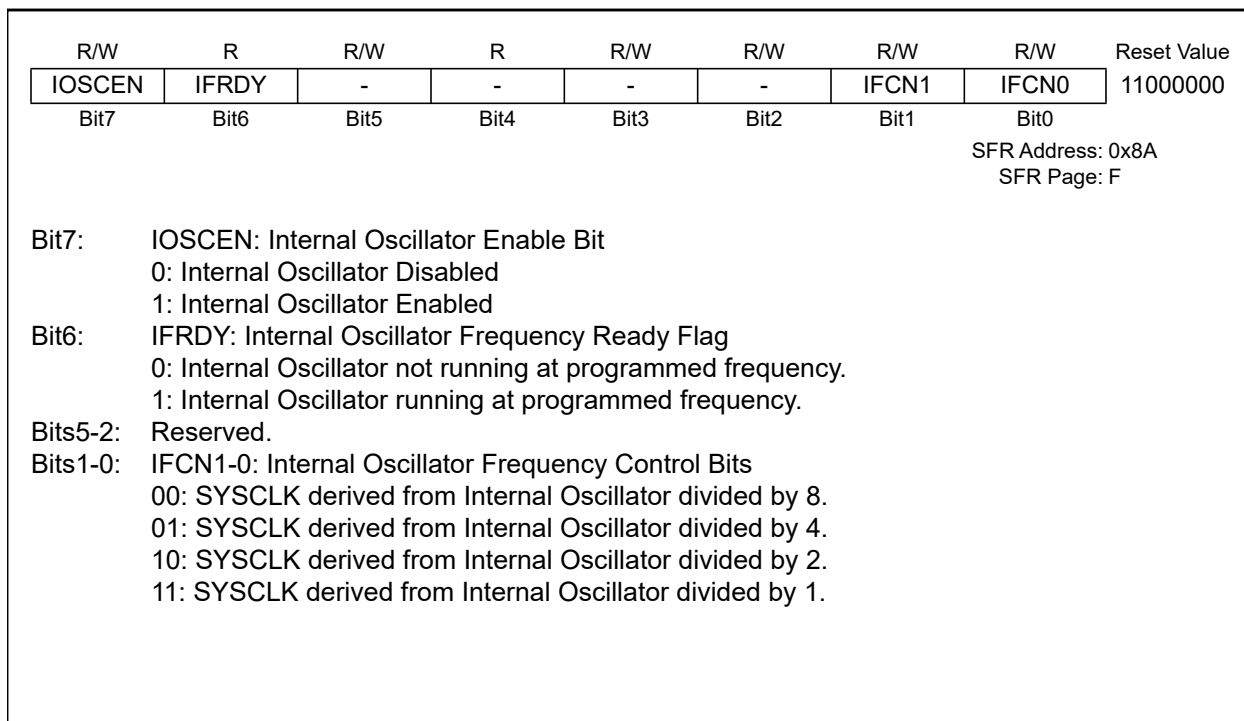 R/W R R/W R R/W R/W R/W R/W Reset Value
IOSCEN IFRDY - - - - IFCN1 IFCN0 11000000
Bit7 Bit6 Bit5 Bit4 Bit3 Bit2 Bit1 Bit0
SFR Address: 0x8A
SFR Page: F
Bit7: IOSCEN: Internal Oscillator Enable Bit
0: Internal Oscillator Disabled
1: Internal Oscillator Enabled
Bit6: IFRDY: Internal Oscillator Frequency Ready Flag
0: Internal Oscillator not running at programmed frequency.
1: Internal Oscillator running at programmed frequency.
Bits5-2: Reserved.
Bits1-0: IFCN1-0: Internal Oscillator Frequency Control Bits
00: SYSCLK derived from Internal Oscillator divided by 8.
01: SYSCLK derived from Internal Oscillator divided by 4.
10: SYSCLK derived from Internal Oscillator divided by 2.
11: SYSCLK derived from Internal Oscillator divided by 1.